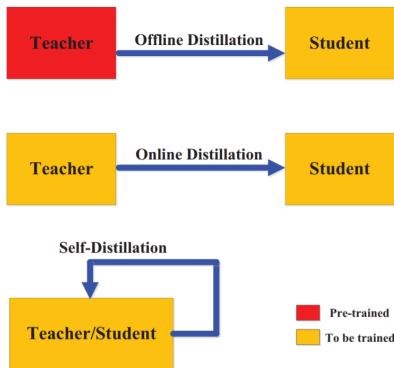 Teacher
Offline Distillation
Student
Teacher
Online Distillation
Student
Self-Distillation
Teacher/Student
Pre-trained
To be trained